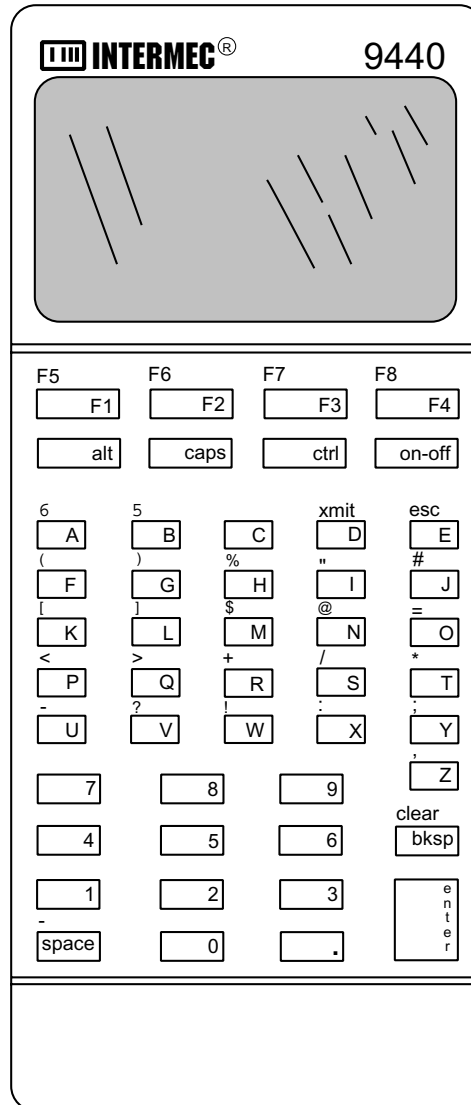 INTERMEC® 9440
F5 F6 F7 F8
F1 F2 F3 F4
alt caps ctrl on-off
6 5 xmit esc
A B C D E
( ) % " #
F G H I J
[ ] $ @ =
K L M N O
< > + / *
P Q R S T
- ? ! : ;
U V W X Y
,
Z
7 8 9
clear
4 5 6 bksp
1 2 3 enter
-
space 0 .